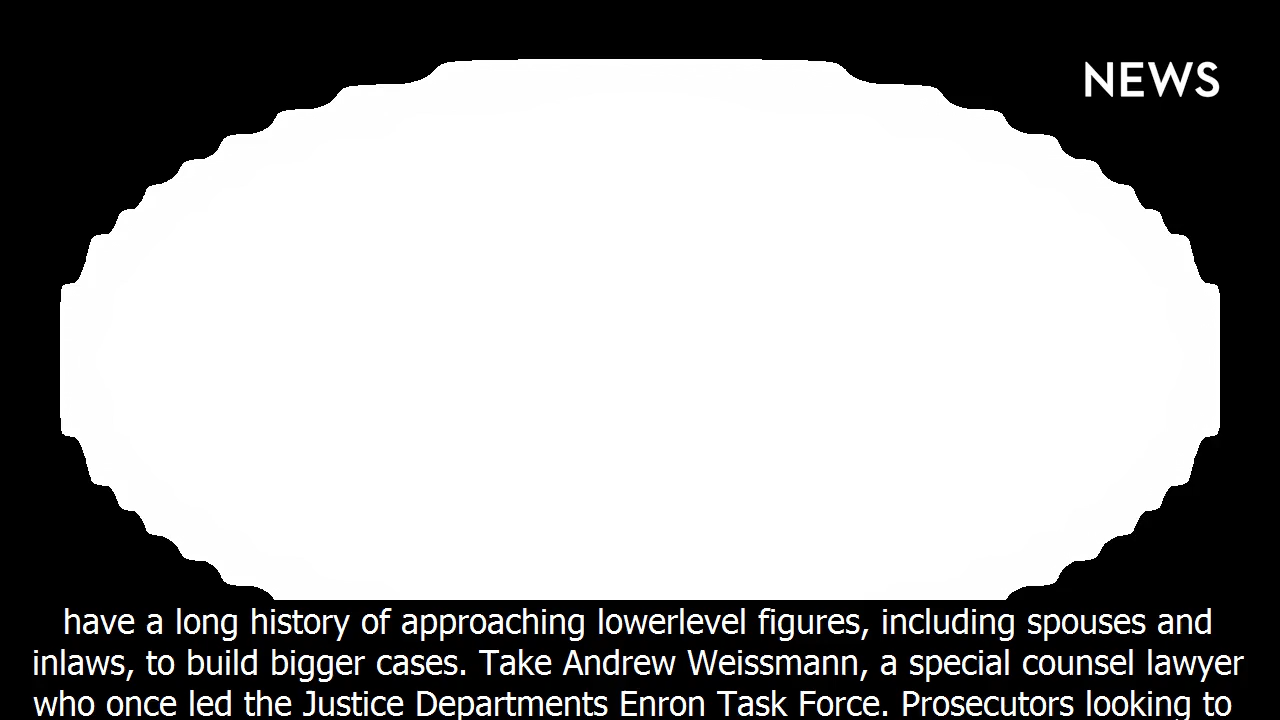 NEWS
have a long history of approaching lowerlevel figures, including spouses and
inlaws, to build bigger cases. Take Andrew Weissmann, a special counsel lawyer
who once led the Justice Departments Enron Task Force. Prosecutors looking to